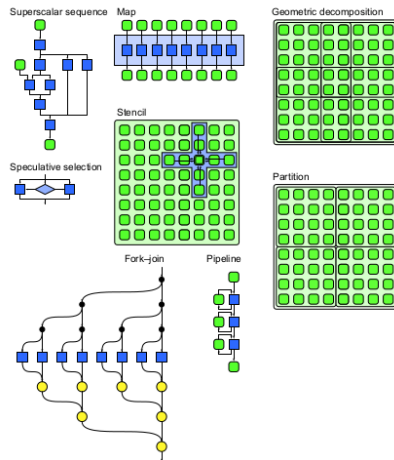 Superscalar sequence
Map
Geometric decomposition
Stencil
Speculative selection
Partition
Fork–join
Pipeline